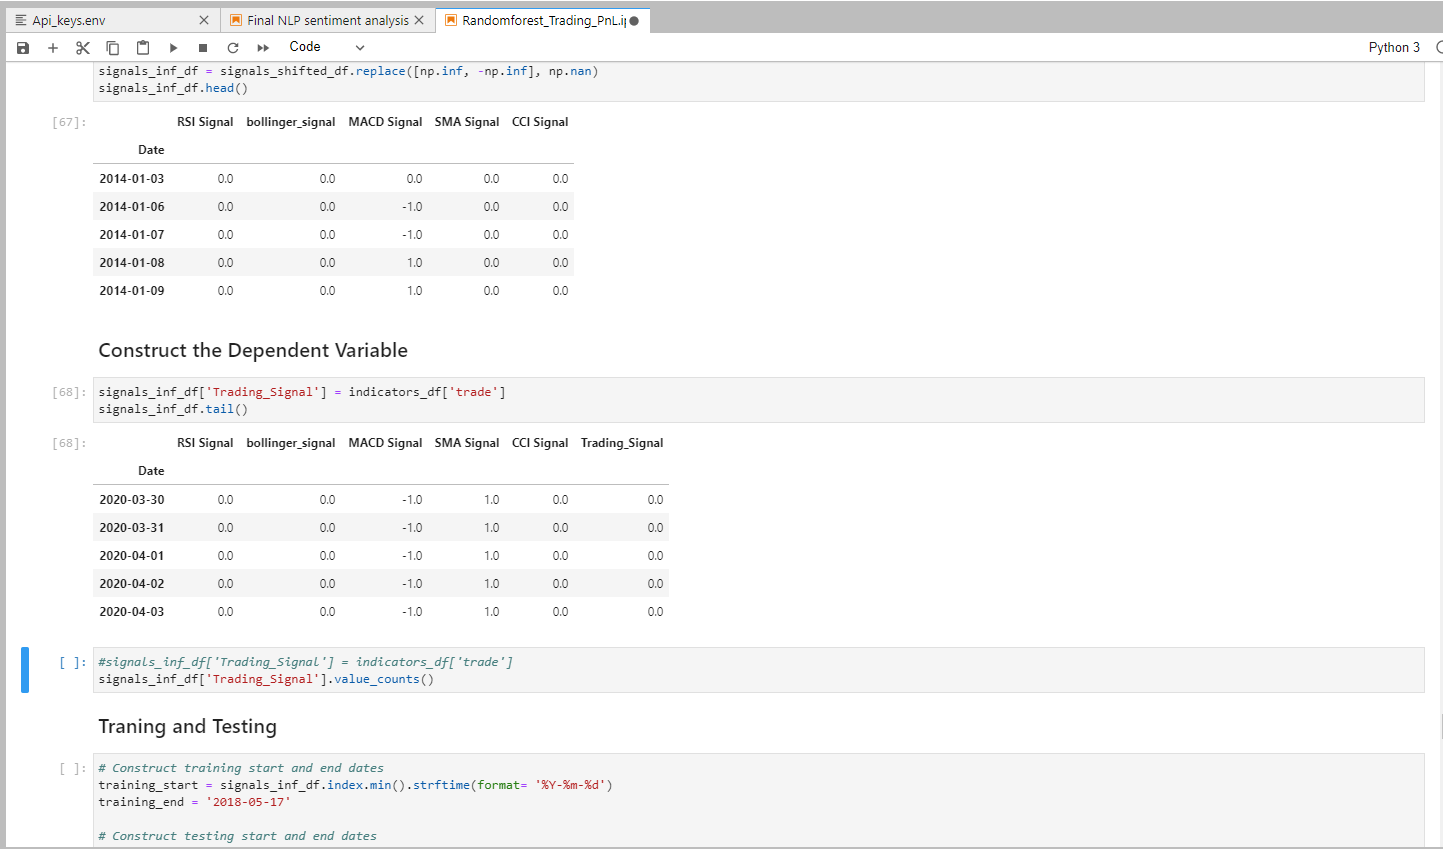 Api_keys.env
Final NLP sentiment analysis
Randomforest_Trading_PnL.ip
Code
Python 3
signals_inf_df = signals_shifted_df.replace([np.inf, -np.inf], np.nan)
signals_inf_df.head()
[67]:
RSI Signal bollinger_signal MACD Signal SMA Signal CCI Signal
Date
2014-01-03 0.0 0.0 0.0 0.0 0.0
2014-01-06 0.0 0.0 -1.0 0.0 0.0
2014-01-07 0.0 0.0 -1.0 0.0 0.0
2014-01-08 0.0 0.0 1.0 0.0 0.0
2014-01-09 0.0 0.0 1.0 0.0 0.0
Construct the Dependent Variable
[68]: signals_inf_df['Trading_Signal'] = indicators_df['trade']
signals_inf_df.tail()
[68]:
RSI Signal bollinger_signal MACD Signal SMA Signal CCI Signal Trading_Signal
Date
2020-03-30 0.0 0.0 -1.0 1.0 0.0 0.0
2020-03-31 0.0 0.0 -1.0 1.0 0.0 0.0
2020-04-01 0.0 0.0 -1.0 1.0 0.0 0.0
2020-04-02 0.0 0.0 -1.0 1.0 0.0 0.0
2020-04-03 0.0 0.0 -1.0 1.0 0.0 0.0
[ ]: #signals_inf_df['Trading_Signal'] = indicators_df['trade']
signals_inf_df['Trading_Signal'].value_counts()
Traning and Testing
[ ]: # Construct training start and end dates
training_start = signals_inf_df.index.min().strftime(format= '%Y-%m-%d')
training_end = '2018-05-17'
# Construct testing start and end dates